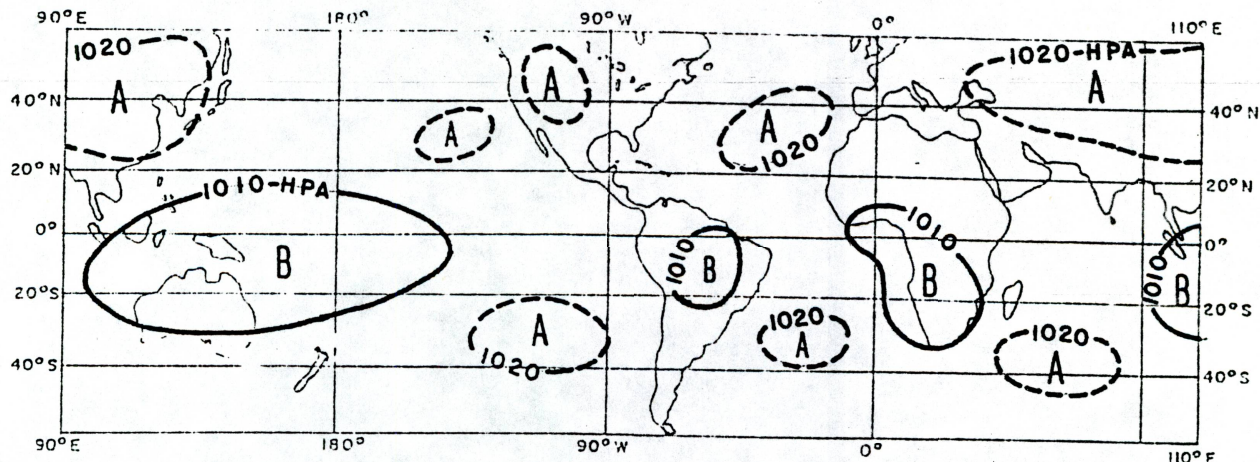 90°E 180° 90°W 0° 110°E
1020 1020-HPA
A A A
40°N 40°N
A A
1020
20°N 20°N
1010-HPA
1010 1010
0° 0°
B B B B
1010
20°S 20°S
1020
A A
1020
1020
A
40°S 40°S
90°E 180° 90°W 0° 110°E